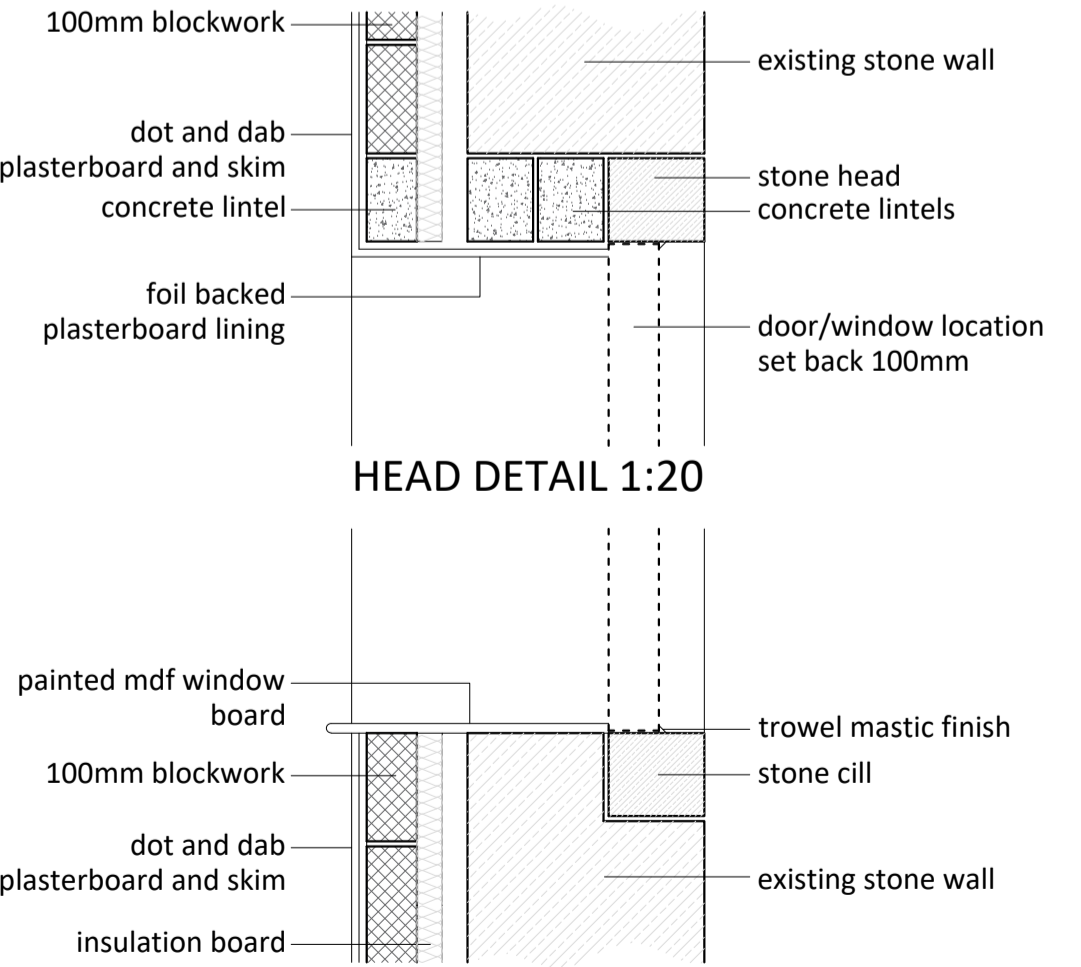 100mm blockwork
existing stone wall
dot and dab
plasterboard and skim
stone head
concrete lintel
concrete lintels
foil backed
plasterboard lining
door/window location
set back 100mm
HEAD DETAIL 1:20
painted mdf window
board
trowel mastic finish
100mm blockwork
stone cill
dot and dab
plasterboard and skim
existing stone wall
insulation board